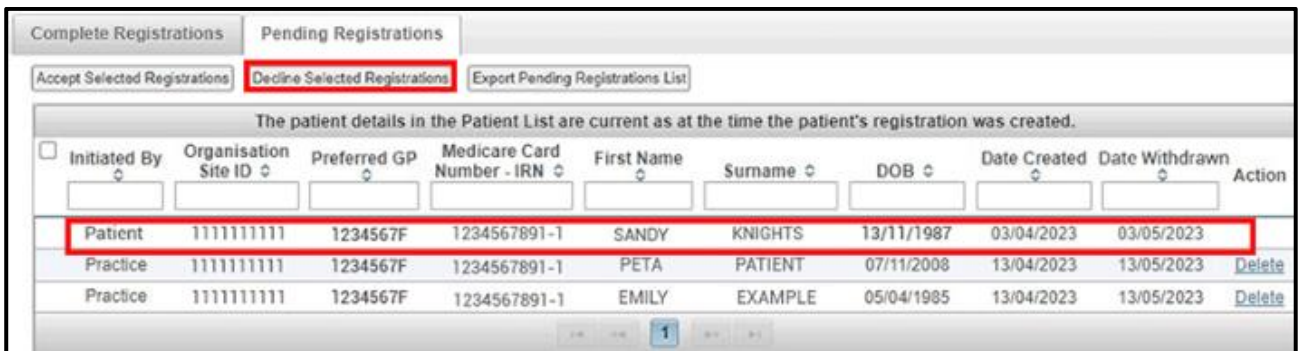 Complete Registrations Pending Registrations
Accept Selected Registrations Decline Selected Registrations Export Pending Registrations List
The patient details in the Patient List are current as at the time the patient's registration was created.
Initiated By Organisation Site ID Preferred GP Medicare Card Number - IRN First Name Surname DOB Date Created Date Withdrawn Action
Patient 1111111111 1234567F 1234567891-1 SANDY KNIGHTS 13/11/1987 03/04/2023 03/05/2023
Practice 1111111111 1234567F 1234567891-1 PETA PATIENT 07/11/2008 13/04/2023 13/05/2023 Delete
Practice 1111111111 1234567F 1234567891-1 EMILY EXAMPLE 05/04/1985 13/04/2023 13/05/2023 Delete
1